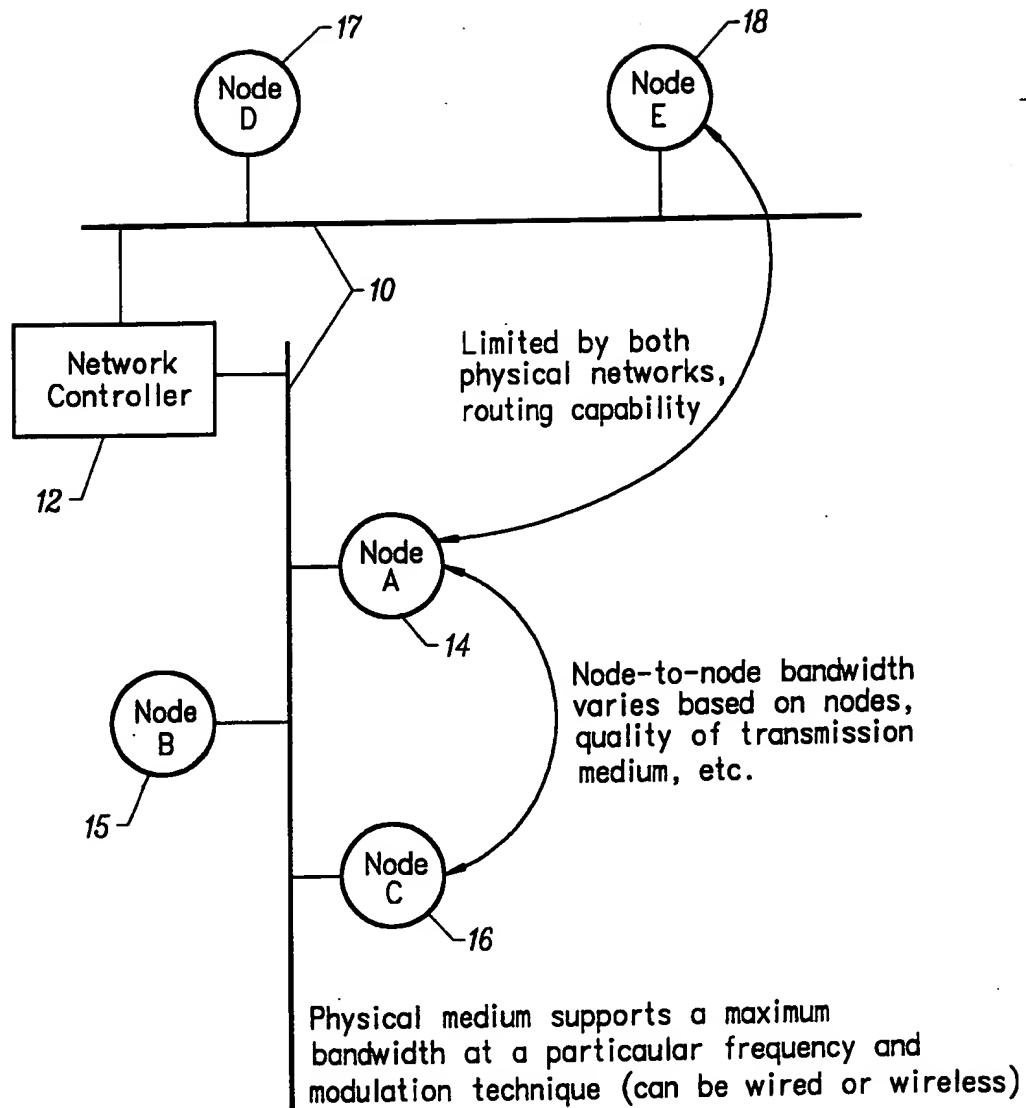 17
18
Node
D
Node
E
10
Network
Controller
12
Limited by both
physical networks,
routing capability
Node
A
14
Node
B
15
Node-to-node bandwidth
varies based on nodes,
quality of transmission
medium, etc.
Node
C
16
Physical medium supports a maximum
bandwidth at a particaular frequency and
modulation technique (can be wired or wireless)